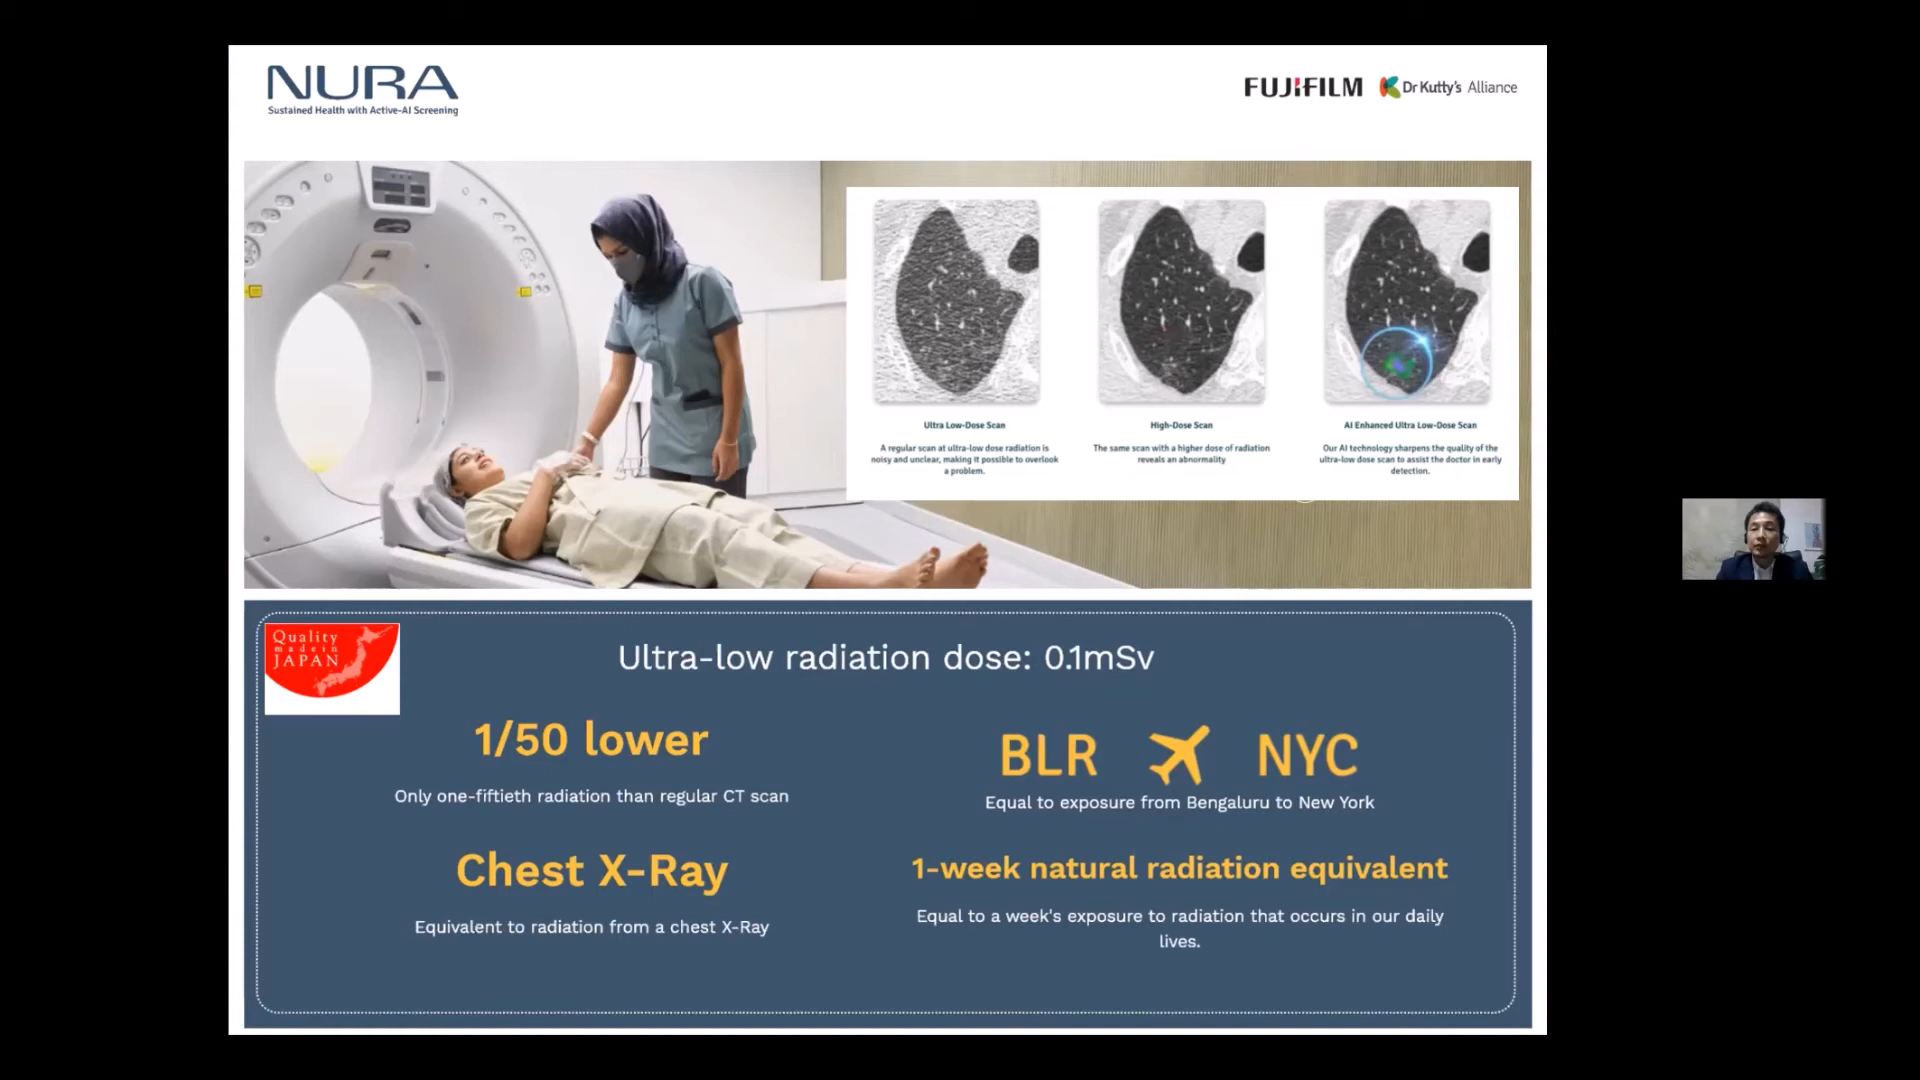 NURA
Sustained Health with Active-AI Screening
FUJIFILM
Dr Kutty's Alliance
Ultra Low-Dose Scan
A regular scan at ultra-low dose radiation is
noisy and unclear, making it possible to overlook
a problem.
High-Dose Scan
The same scan with a higher dose of radiation
reveals an abnormality
AI Enhanced Ultra Low-Dose Scan
Our AI technology sharpens the quality of the
ultra-low dose scan to assist the doctor in early
detection.
Quality
made in
JAPAN
Ultra-low radiation dose: 0.1mSv
1/50 lower
Only one-fiftieth radiation than regular CT scan
BLR NYC
Equal to exposure from Bengaluru to New York
Chest X-Ray
Equivalent to radiation from a chest X-Ray
1-week natural radiation equivalent
Equal to a week's exposure to radiation that occurs in our daily
lives.